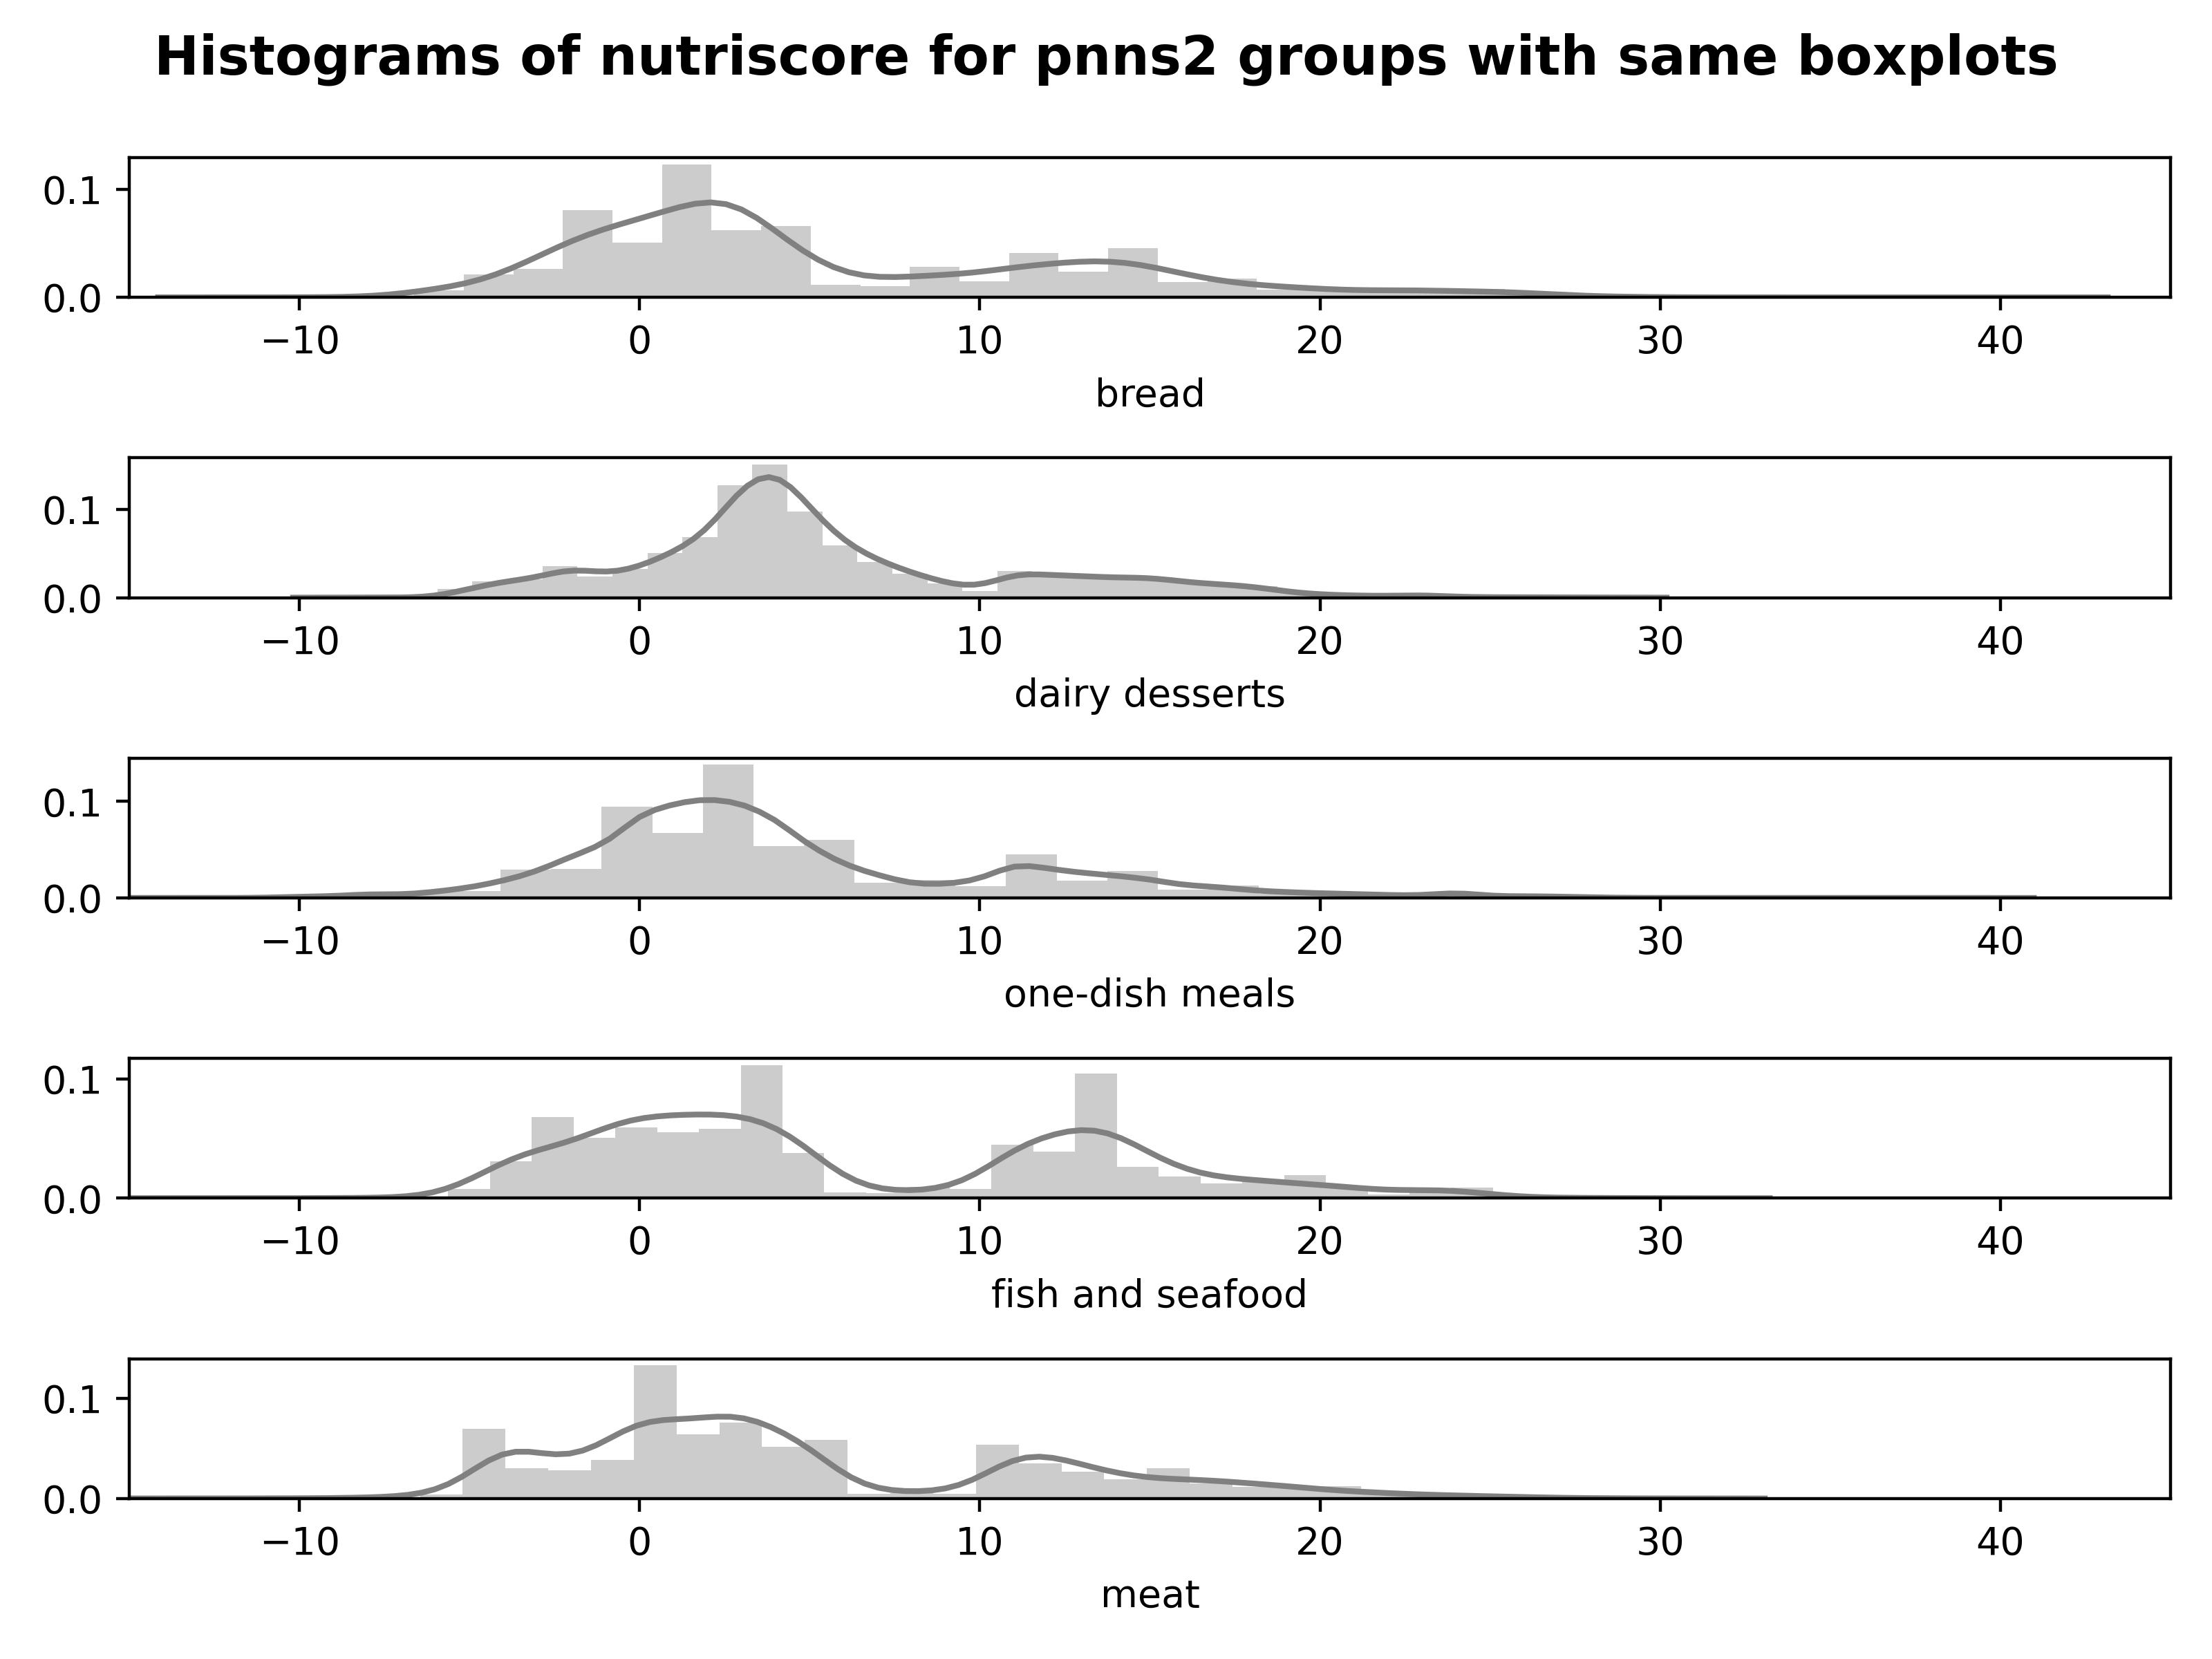 Histograms of nutriscore for pnns2 groups with same boxplots
0.1
0.0
−10 0 10 20 30 40
bread
0.1
0.0
−10 0 10 20 30 40
dairy desserts
0.1
0.0
−10 0 10 20 30 40
one-dish meals
0.1
0.0
−10 0 10 20 30 40
fish and seafood
0.1
0.0
−10 0 10 20 30 40
meat